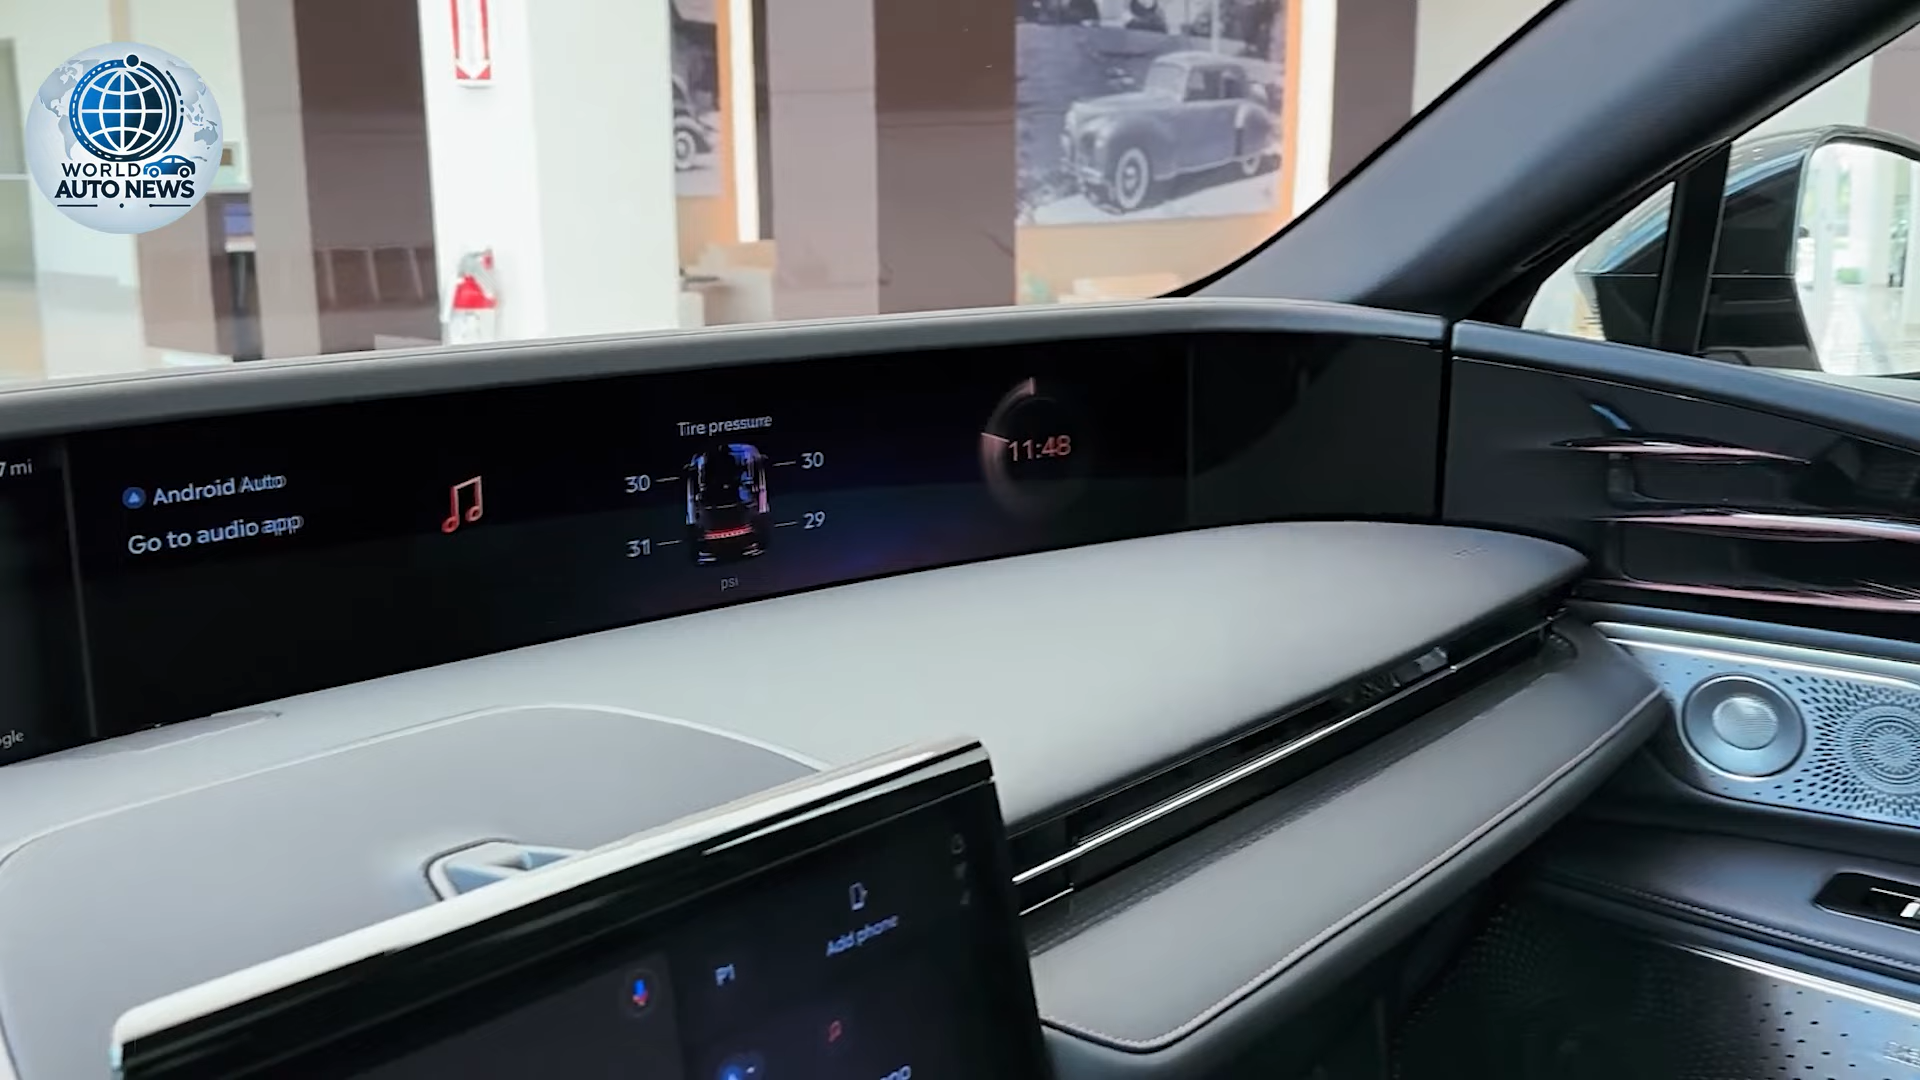 WORLD
AUTO NEWS
7 mi
Android Auto
Go to audio app
Tire pressure
30
30
31
29
psi
11:48
Add phone
P1